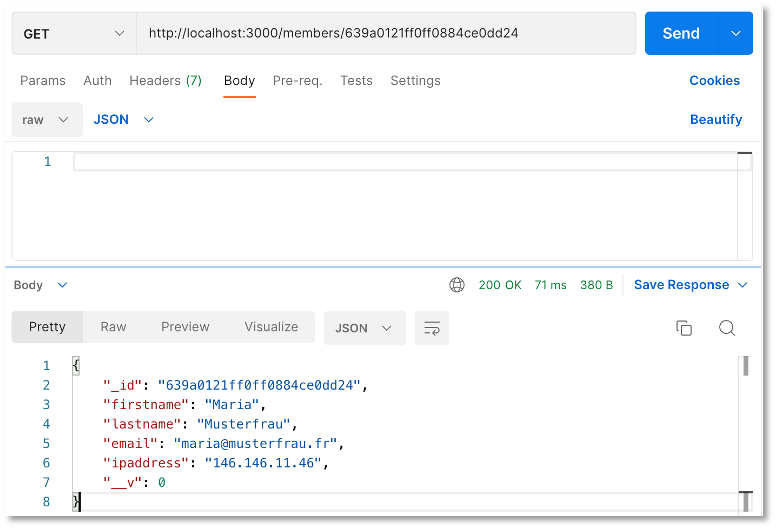 GET http://localhost:3000/members/639a0121ff0ff0884ce0dd24 Send
Params Auth Headers (7) Body Pre-req. Tests Settings Cookies
raw JSON Beautify
1
Body 200 OK 71 ms 380 B Save Response
Pretty Raw Preview Visualize JSON
1 {
2 "_id": "639a0121ff0ff0884ce0dd24",
3 "firstname": "Maria",
4 "lastname": "Musterfrau",
5 "email": "maria@musterfrau.fr",
6 "ipaddress": "146.146.11.46",
7 "__v": 0
8 }